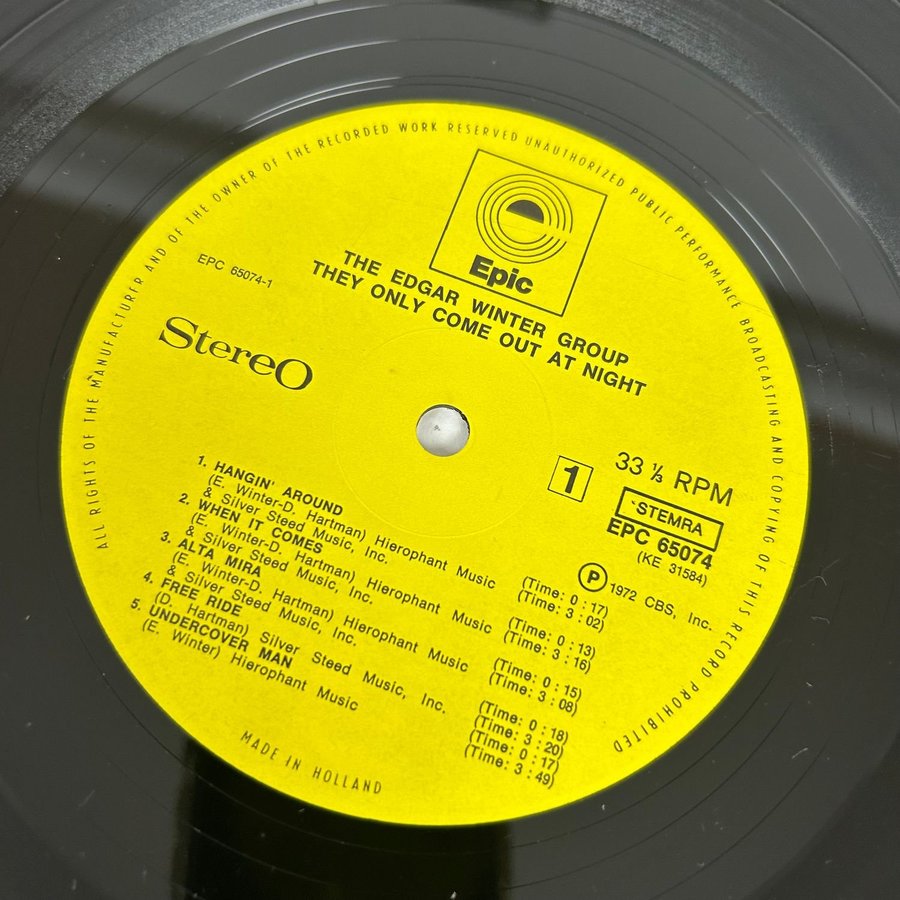 ALL RIGHTS OF THE MANUFACTURER AND OF THE OWNER OF THE RECORDED WORK RESERVED UNAUTHORIZED PUBLIC PERFORMANCE BROADCASTING AND COPYING OF THIS RECORD PROHIBITED
Epic
THE EDGAR WINTER GROUP
THEY ONLY COME OUT AT NIGHT
EPC 65074-1
Stereo
33 ⅓ RPM
1
STEMRA
EPC 65074
(KE 31584)
Ⓟ 1972 CBS, Inc.
1. HANGIN' AROUND
(E. Winter-D. Hartman) Hierophant Music (Time: 0:17)
& Silver Steed Music, Inc. (Time: 3:02)
2. WHEN IT COMES
(E. Winter-D. Hartman) Hierophant Music (Time: 0:13)
& Silver Steed Music, Inc. (Time: 3:16)
3. ALTA MIRA
(E. Winter-D. Hartman) Hierophant Music (Time: 0:15)
& Silver Steed Music, Inc. (Time: 3:08)
4. FREE RIDE (Time: 0:18)
(D. Hartman) Silver Steed Music, Inc. (Time: 3:20)
5. UNDERCOVER MAN (Time: 0:17)
(E. Winter) Hierophant Music (Time: 3:49)
MADE IN HOLLAND